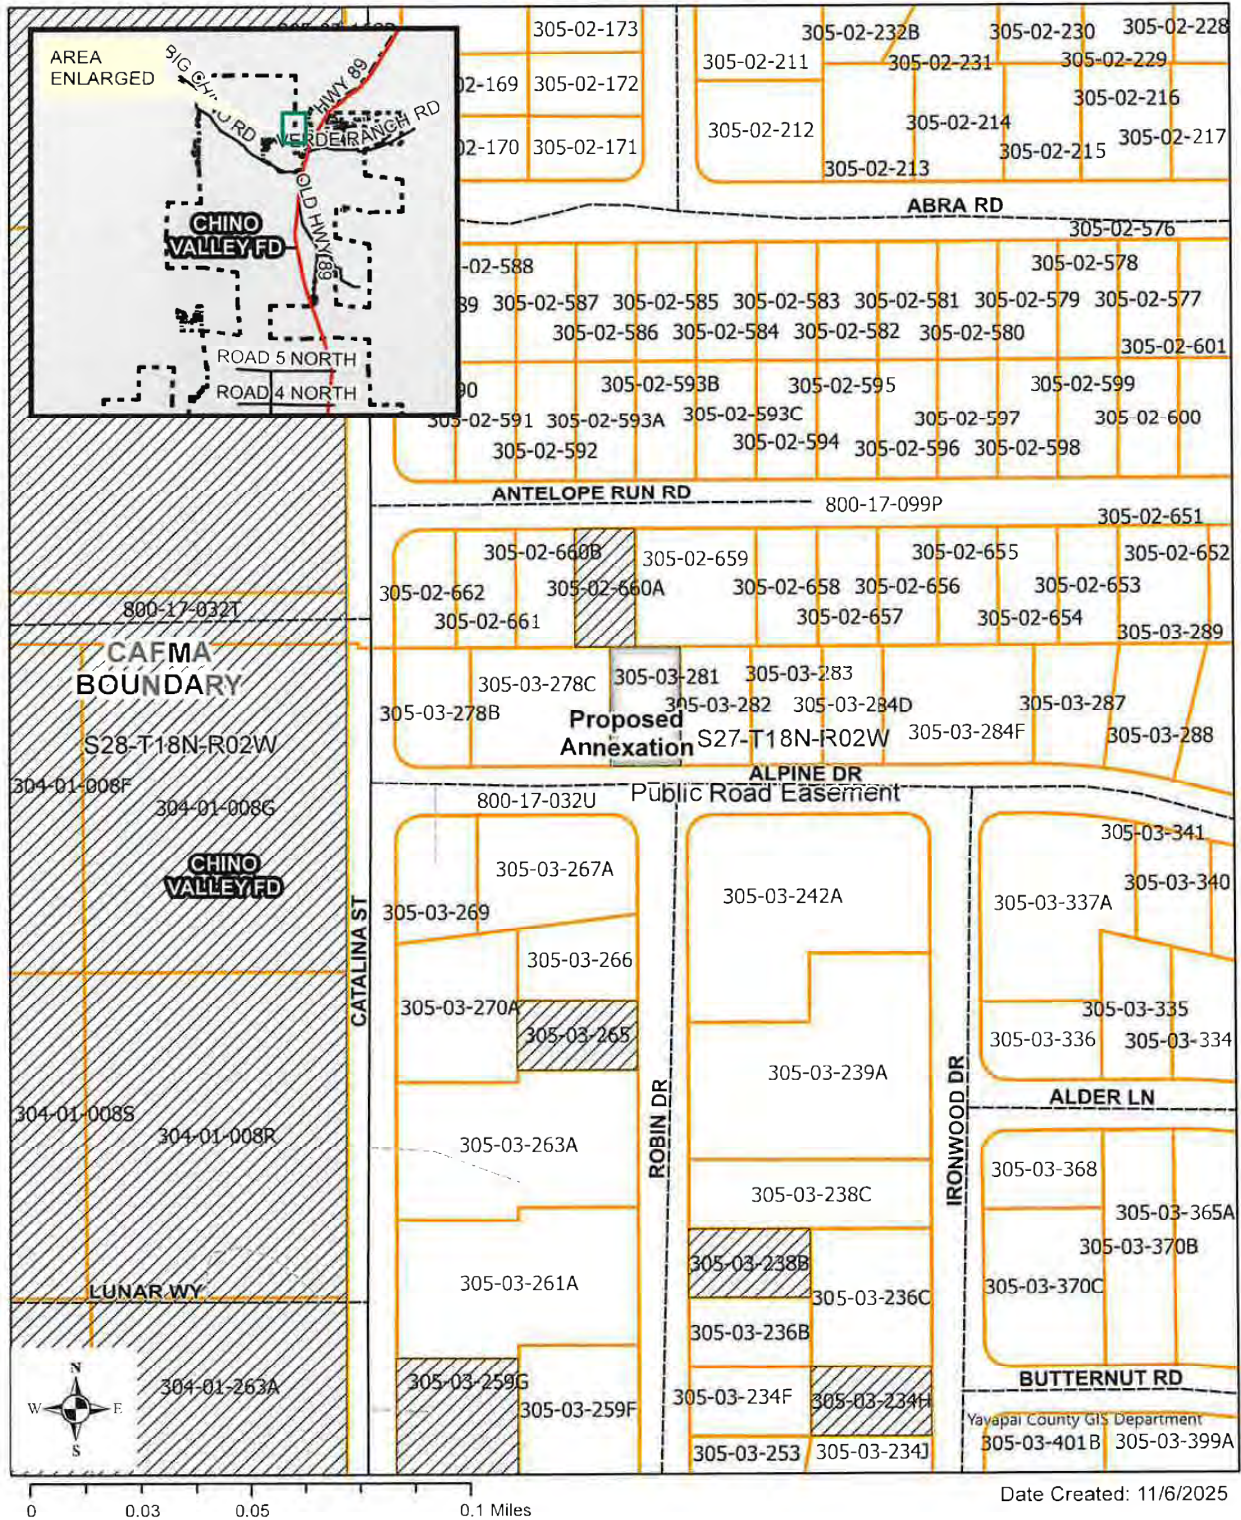 305-02-173
305-02-232B
305-02-230
305-02-228
305-02-211
305-02-231
305-02-229
AREA
ENLARGED
BIG CHINO RD
HWY 89
VERDE RANCH RD
OLD HWY 89
CHINO
VALLEY FD
ROAD 5 NORTH
ROAD 4 NORTH
02-169
305-02-172
305-02-216
305-02-212
305-02-214
02-170
305-02-171
305-02-215
305-02-217
305-02-213
ABRA RD
305-02-576
-02-588
305-02-578
89
305-02-587
305-02-585
305-02-583
305-02-581
305-02-579
305-02-577
305-02-586
305-02-584
305-02-582
305-02-580
305-02-601
90
305-02-593B
305-02-595
305-02-599
305-02-591
305-02-593A
305-02-593C
305-02-597
305-02-600
305-02-592
305-02-594
305-02-596
305-02-598
ANTELOPE RUN RD
800-17-099P
305-02-651
305-02-660B
305-02-659
305-02-655
305-02-652
305-02-662
305-02-660A
305-02-658
305-02-656
305-02-653
800-17-032T
305-02-661
305-02-657
305-02-654
305-03-289
CAFMA
BOUNDARY
305-03-278C
305-03-281
305-03-283
305-03-278B
305-03-282
305-03-284D
305-03-287
Proposed
Annexation
S28-T18N-R02W
S27-T18N-R02W
305-03-284F
305-03-288
ALPINE DR
304-01-008F
304-01-008G
800-17-032U
Public Road Easement
305-03-341
CHINO
VALLEY FD
305-03-267A
305-03-242A
305-03-340
305-03-337A
305-03-269
CATALINA ST
305-03-266
305-03-270A
305-03-265
305-03-335
305-03-336
305-03-334
305-03-239A
ROBIN DR
IRONWOOD DR
ALDER LN
304-01-008S
304-01-008R
305-03-263A
305-03-368
305-03-238C
305-03-365A
305-03-370B
305-03-238B
LUNAR WY
305-03-261A
305-03-236C
305-03-370C
305-03-236B
N
W
E
S
304-01-263A
305-03-259G
305-03-259F
305-03-234F
305-03-234H
BUTTERNUT RD
Yavapai County GIS Department
305-03-253
305-03-234J
305-03-401B
305-03-399A
0
0.03
0.05
0.1 Miles
Date Created: 11/6/2025